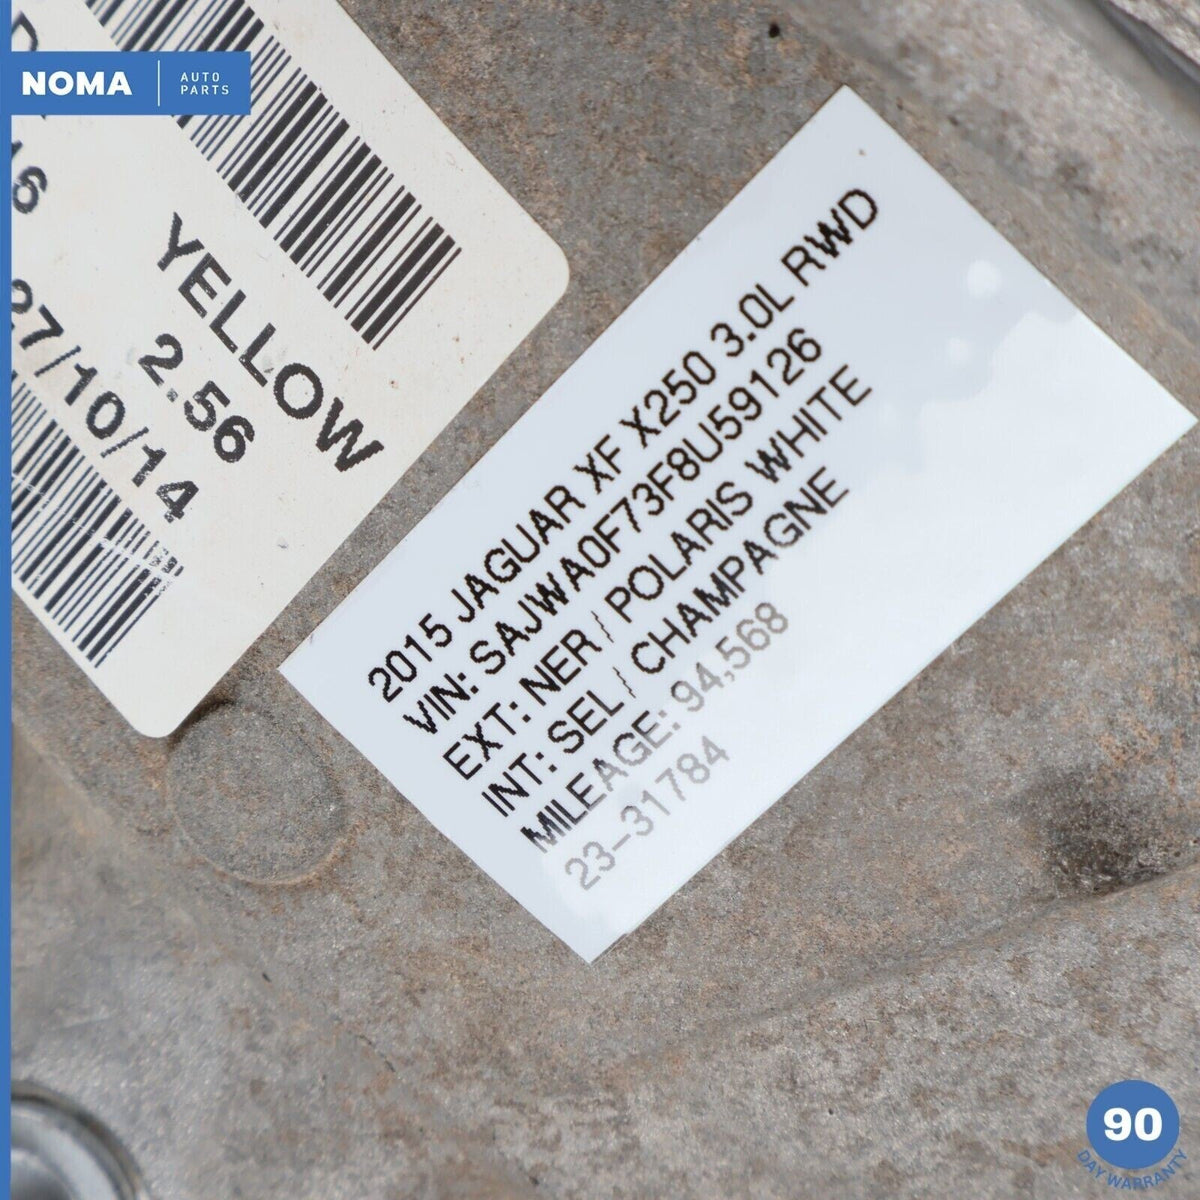 NOMA
AUTO
PARTS
YELLOW
2.56
27/10/14
2015 JAGUAR XF X250 3.0L RWD
VIN: SAJWA0F73F8U59126
EXT: NER / POLARIS WHITE
INT: SEL / CHAMPAGNE
MILEAGE: 94,568
23-31784
90
DAY WARRANTY